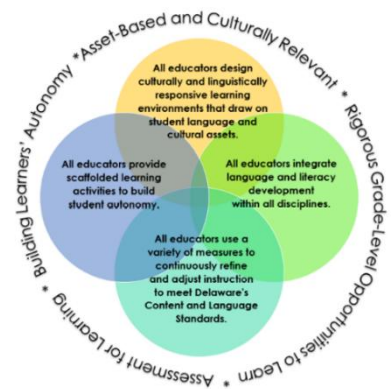 *Asset-Based and Culturally Relevant *
Rigorous Grade-Level Opportunities to Learn *
Assessment for Learning *
Building Learners' Autonomy
All educators design
culturally and linguistically
responsive learning
environments that draw on
student language and
cultural assets.
All educators provide
scaffolded learning
activities to build
student autonomy.
All educators integrate
language and literacy
development
within all disciplines.
All educators use a
variety of measures to
continuously refine
and adjust instruction
to meet Delaware's
Content and Language
Standards.